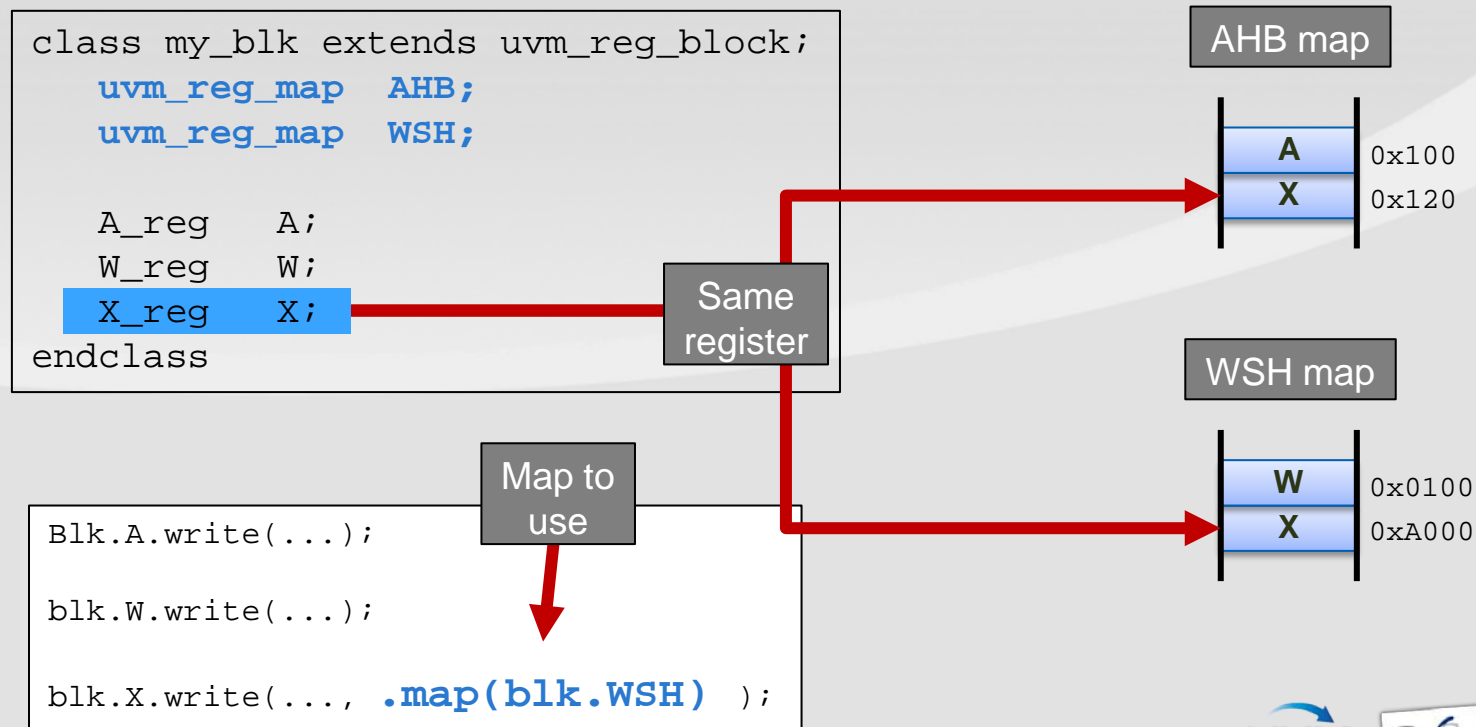 class my_blk extends uvm_reg_block;
uvm_reg_map AHB;
uvm_reg_map WSH;
A_reg A;
W_reg W;
X_reg X;
endclass
Same
register
AHB map
A 0x100
X 0x120
WSH map
W 0x0100
X 0xA000
Map to
use
Blk.A.write(...);
blk.W.write(...);
blk.X.write(..., .map(blk.WSH) );